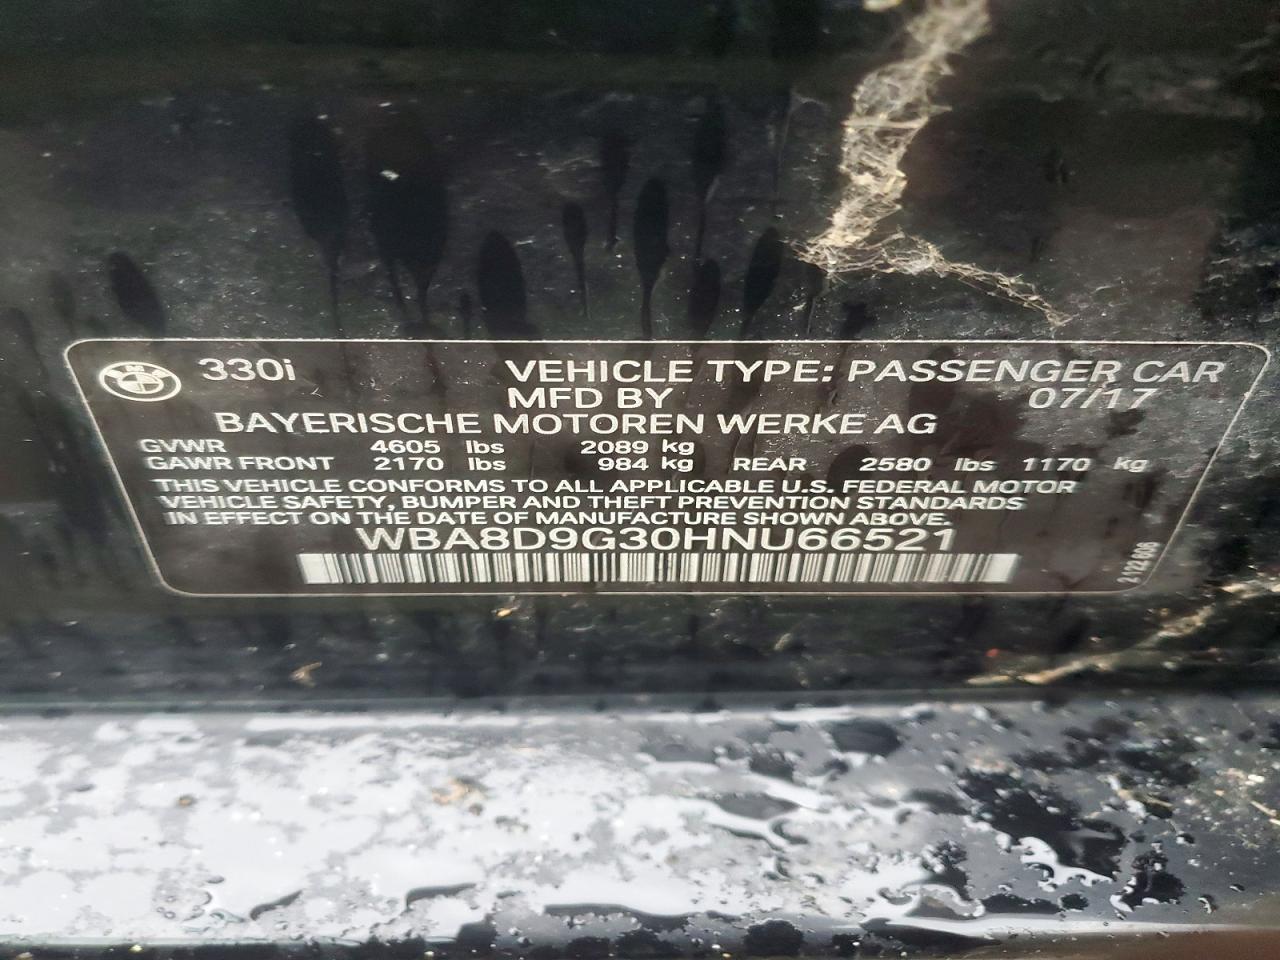 BMW 330i VEHICLE TYPE: PASSENGER CAR
MFD BY 07/17
BAYERISCHE MOTOREN WERKE AG
GVWR 4605 lbs 2089 kg
GAWR FRONT 2170 lbs 984 kg REAR 2580 lbs 1170 kg
THIS VEHICLE CONFORMS TO ALL APPLICABLE U.S. FEDERAL MOTOR
VEHICLE SAFETY, BUMPER AND THEFT PREVENTION STANDARDS
IN EFFECT ON THE DATE OF MANUFACTURE SHOWN ABOVE.
WBA8D9G30HNU66521